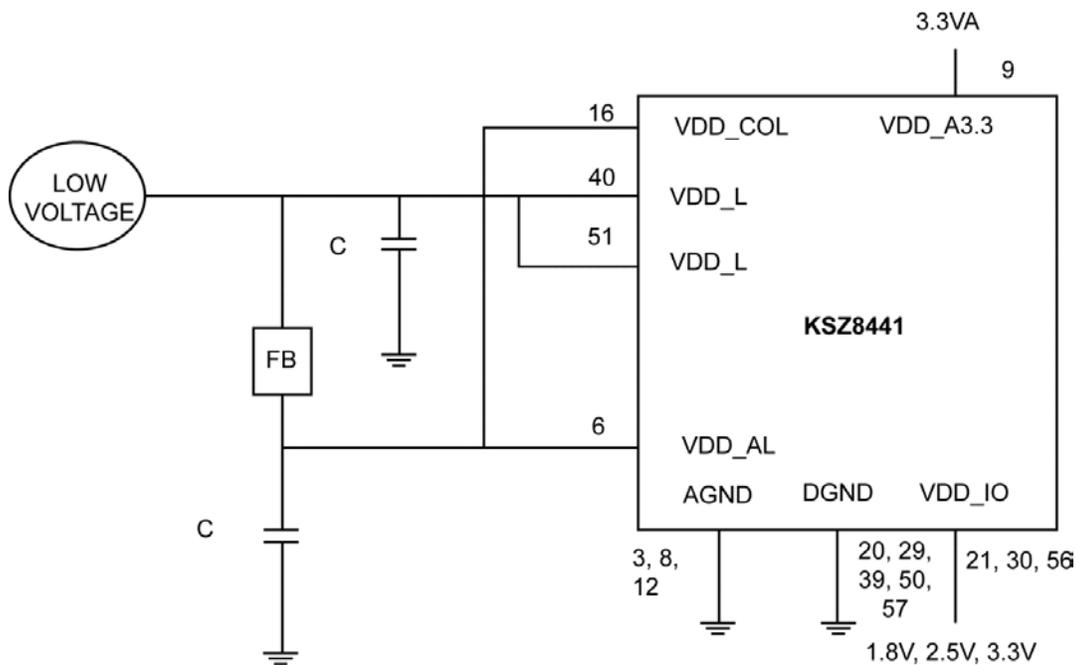 3.3VA
9
16
VDD_COL
VDD_A3.3
LOW
VOLTAGE
40
VDD_L
C
51
VDD_L
KSZ8441
FB
6
VDD_AL
AGND
DGND
VDD_IO
C
3, 8,
12
20, 29,
39, 50,
57
21, 30, 56
1.8V, 2.5V, 3.3V